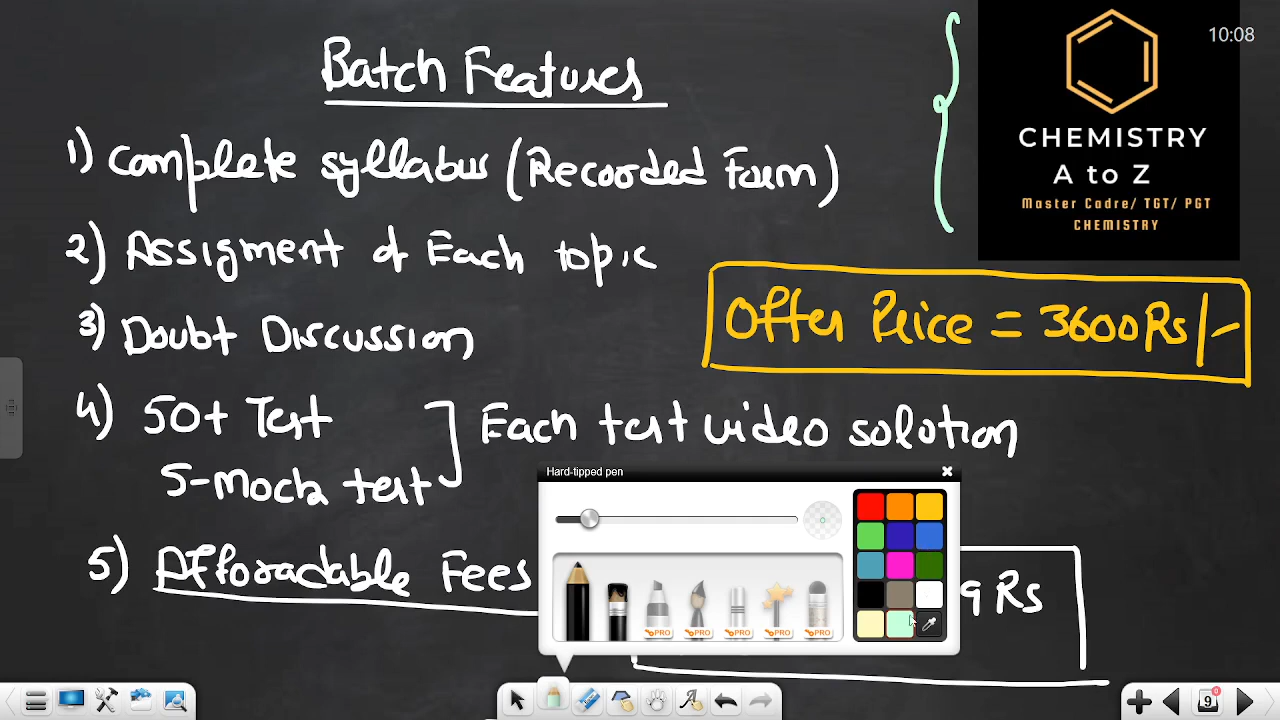 Batch Features
10:08
CHEMISTRY
A to Z
Master Cadre/ TGT/ PGT
CHEMISTRY
1) Complete syllabus (Recorded Form)
2) Assigment of Each topic
Offer Price = 3600Rs/-
3) Doubt Discussion
4) 50+ Test
5-Mock test
Each test video solution
Hard-tipped pen
5) Afforadable Fees
9 Rs
PRO PRO PRO PRO PRO
9
0